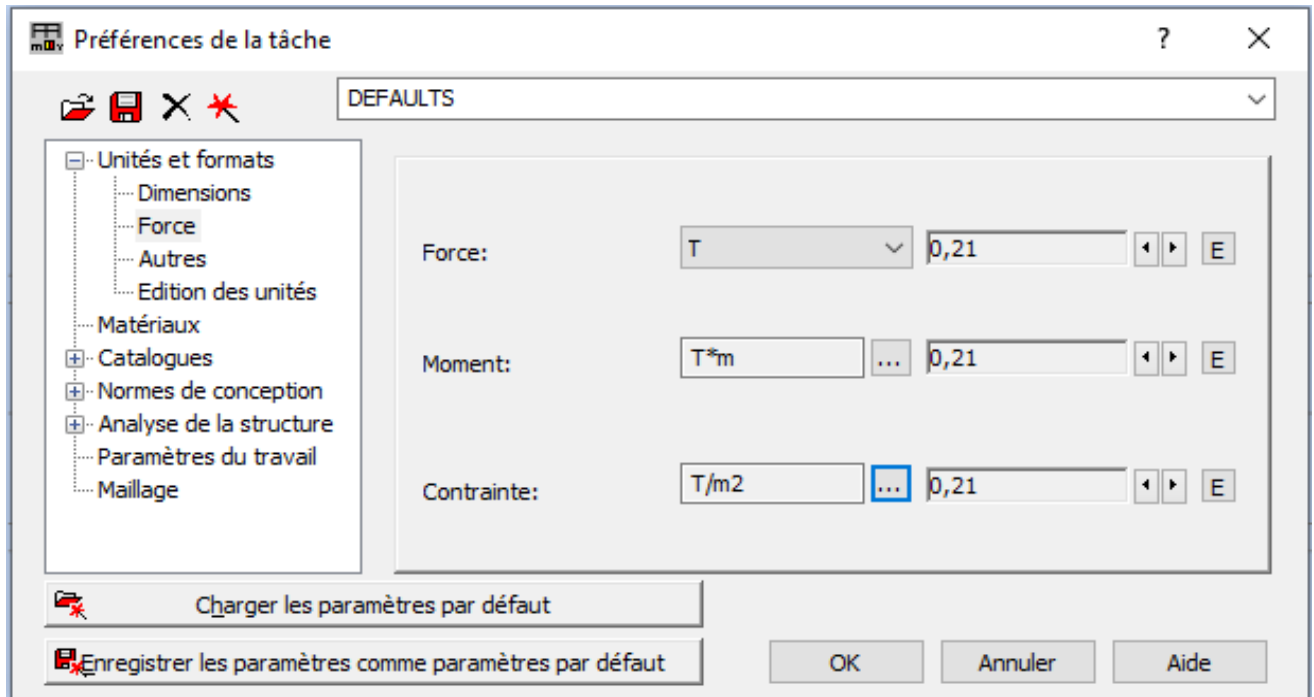 Préférences de la tâche
?
DEFAULTS
Unités et formats
Dimensions
Force
Autres
Edition des unités
Matériaux
Catalogues
Normes de conception
Analyse de la structure
Paramètres du travail
Maillage
Force: T 0,21 E
Moment: T*m ... 0,21 E
Contrainte: T/m2 ... 0,21 E
Charger les paramètres par défaut
Enregistrer les paramètres comme paramètres par défaut
OK Annuler Aide